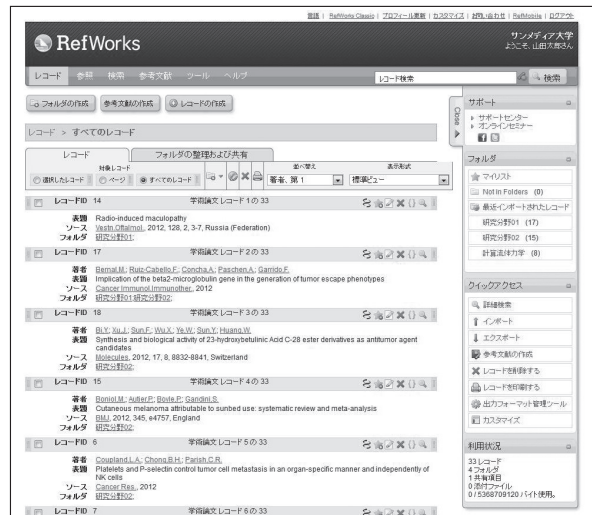 言語 | RefWorks Classic | プロフィール更新 | カスタマイズ | お問い合わせ | RefMobile | ログアウト
RefWorks
サンメディア大学
ようこそ、山田太郎さん
レコード 参照 検索 参考文献 ツール ヘルプ
レコード検索
検索
フォルダの作成 参考文献の作成 レコードの作成
レコード > すべてのレコード
レコード フォルダの整理および共有
対象レコード
選択したレコード ページ すべてのレコード
並べ替え
著者、第 1
表示形式
標準ビュー
レコードID 14 学術論文 レコード 1 の 33
表題 Radio-induced maculopathy
ソース Vestn.Oftalmol., 2012, 128, 2, 3-7, Russia (Federation)
フォルダ 研究分野01;
レコードID 17 学術論文 レコード 2 の 33
著者 Bernal,M.; Ruiz-Cabello,F.; Concha,A.; Paschen,A.; Garrido,F.
表題 Implication of the beta2-microglobulin gene in the generation of tumor escape phenotypes
ソース Cancer Immunol.Immunother., 2012
フォルダ 研究分野01;研究分野02;
レコードID 18 学術論文 レコード 3 の 33
著者 Bi,Y.; Xu,J.; Sun,F.; Wu,X.; Ye,W.; Sun,Y.; Huang,W.
表題 Synthesis and biological activity of 23-hydroxybetulinic Acid C-28 ester derivatives as antitumor agent
candidates
ソース Molecules, 2012, 17, 8, 8832-8841, Switzerland
フォルダ 研究分野02;
レコードID 15 学術論文 レコード 4 の 33
著者 Boniol,M.; Autier,P.; Boyle,P.; Gandini,S.
表題 Cutaneous melanoma attributable to sunbed use: systematic review and meta-analysis
ソース BMJ, 2012, 345, e4757, England
フォルダ 研究分野02;
レコードID 6 学術論文 レコード 5 の 33
著者 Coupland,L.A.; Chong,B.H.; Parish,C.R.
表題 Platelets and P-selectin control tumor cell metastasis in an organ-specific manner and independently of
NK cells
ソース Cancer Res., 2012
フォルダ 研究分野02;
レコードID 7 学術論文 レコード 6 の 33
Close
サポート
サポートセンター
オンラインセミナー
フォルダ
マイリスト
Not In Folders (0)
最近インポートされたレコード
研究分野01 (17)
研究分野02 (15)
計算流体力学 (8)
クイックアクセス
詳細検索
インポート
エクスポート
参考文献の作成
レコードを削除する
レコードを印刷する
出力フォーマット管理ツール
カスタマイズ
利用状況
33 レコード
4 フォルダ
1 共有項目
0 添付ファイル
0 / 5368709120 バイト使用。